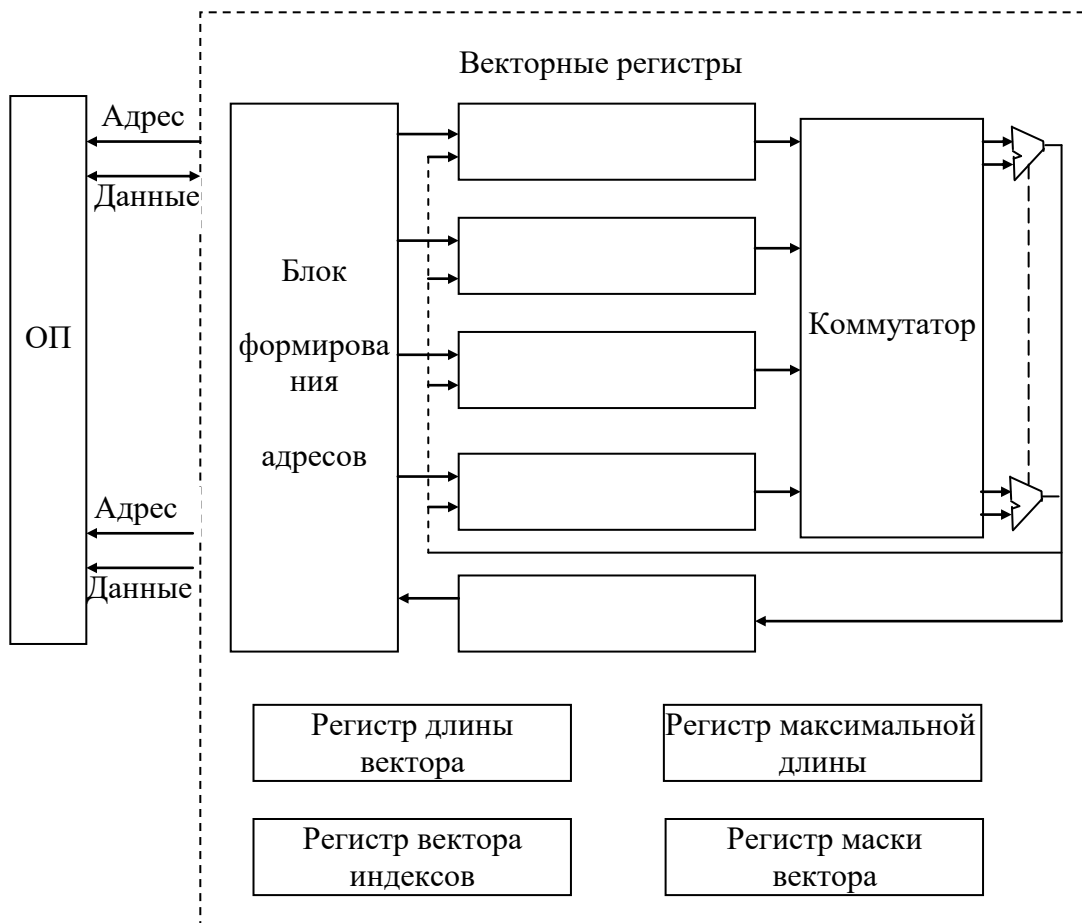 Векторные регистры
Адрес
Данные
ОП
Блок
формирова
ния
адресов
Коммутатор
Адрес
Данные
Регистр длины
вектора
Регистр максимальной
длины
Регистр вектора
индексов
Регистр маски
вектора